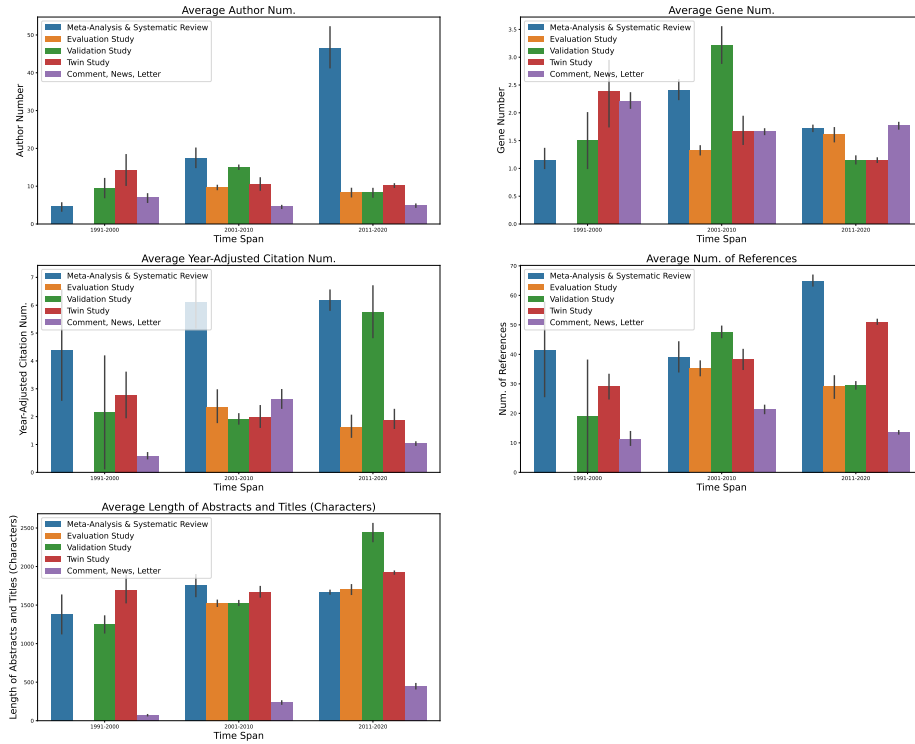 Average Author Num.
Meta-Analysis & Systematic Review
Evaluation Study
Validation Study
Twin Study
Comment, News, Letter
Author Number
50
40
30
20
10
0
1991-2000
2001-2010
2011-2020
Time Span
Average Gene Num.
Meta-Analysis & Systematic Review
Evaluation Study
Validation Study
Twin Study
Comment, News, Letter
Gene Number
3.5
3.0
2.5
2.0
1.5
1.0
0.5
0.0
1991-2000
2001-2010
2011-2020
Time Span
Average Year-Adjusted Citation Num.
Meta-Analysis & Systematic Review
Evaluation Study
Validation Study
Twin Study
Comment, News, Letter
Year-Adjusted Citation Num.
7
6
5
4
3
2
1
0
1991-2000
2001-2010
2011-2020
Time Span
Average Num. of References
Meta-Analysis & Systematic Review
Evaluation Study
Validation Study
Twin Study
Comment, News, Letter
Num. of References
70
60
50
40
30
20
10
0
1991-2000
2001-2010
2011-2020
Time Span
Average Length of Abstracts and Titles (Characters)
Meta-Analysis & Systematic Review
Evaluation Study
Validation Study
Twin Study
Comment, News, Letter
Length of Abstracts and Titles (Characters)
2500
2000
1500
1000
500
0
1991-2000
2001-2010
2011-2020
Time Span